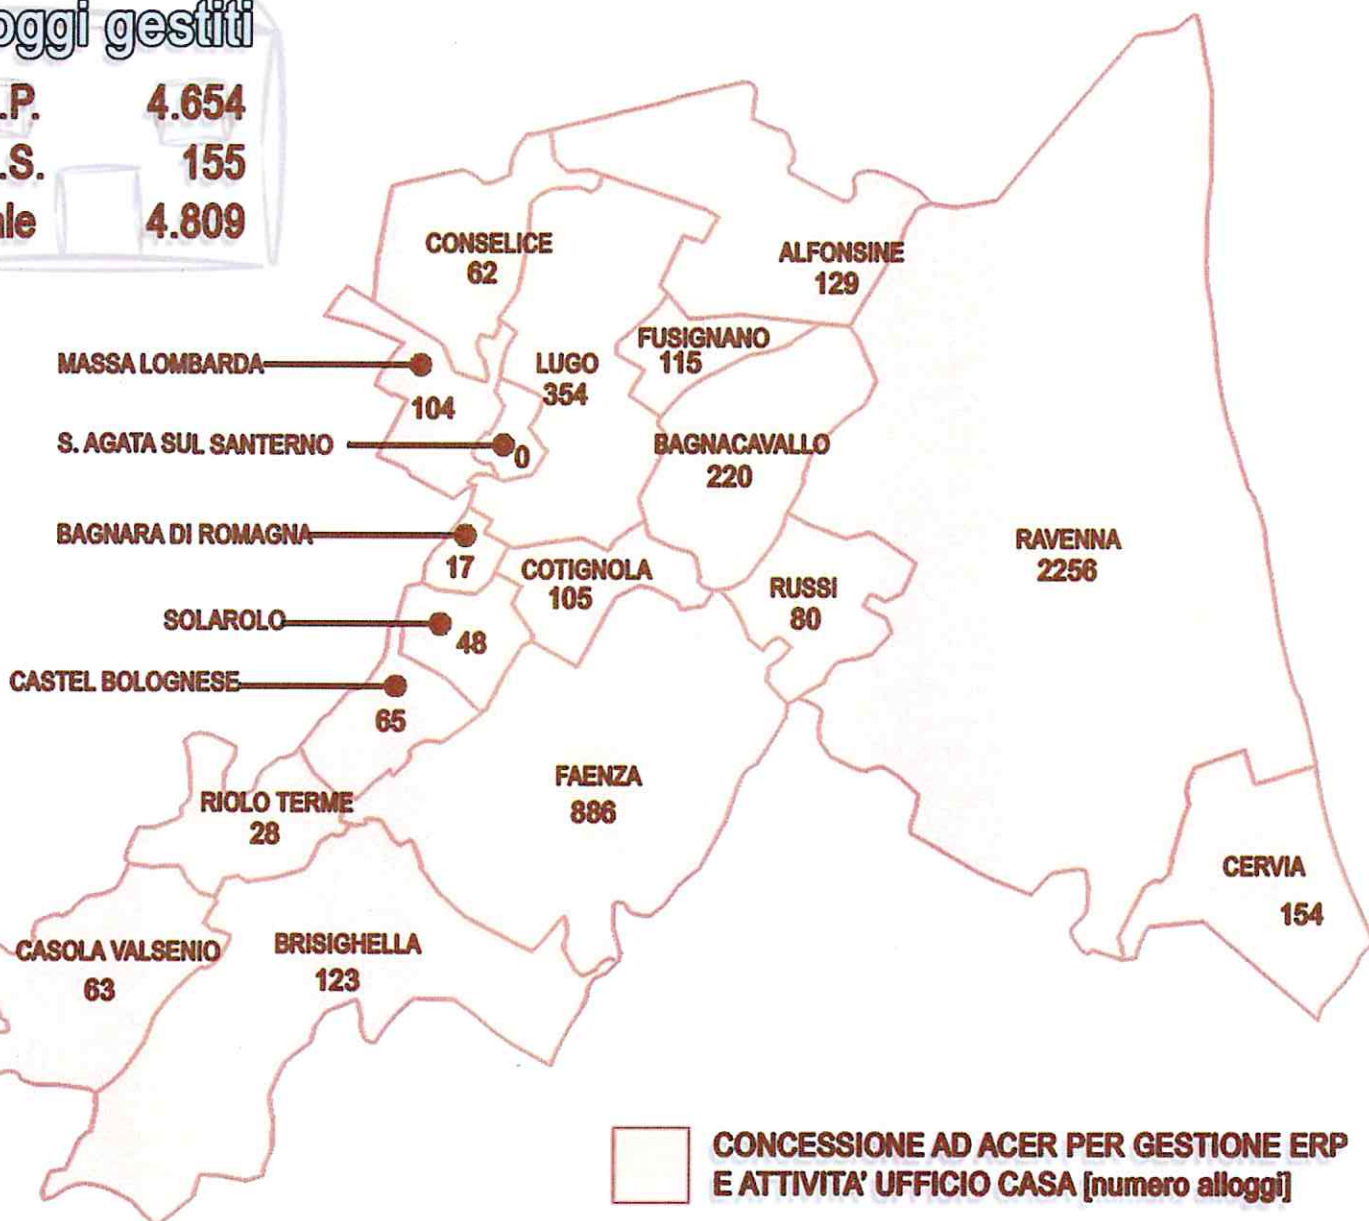 oggi gestiti
.P. 4.654
.S. 155
ale 4.809
CONSELICE
62
ALFONSINE
129
FUSIGNANO
115
MASSA LOMBARDA
104
LUGO
354
S. AGATA SUL SANTERNO
0
BAGNACAVALLO
220
BAGNARA DI ROMAGNA
17
COTIGNOLA
105
RUSSI
80
RAVENNA
2256
SOLAROLO
48
CASTEL BOLOGNESE
65
FAENZA
886
RIOLO TERME
28
CERVIA
154
CASOLA VALSENIO
63
BRISIGHELLA
123
CONCESSIONE AD ACER PER GESTIONE ERP
E ATTIVITA' UFFICIO CASA [numero alloggi]